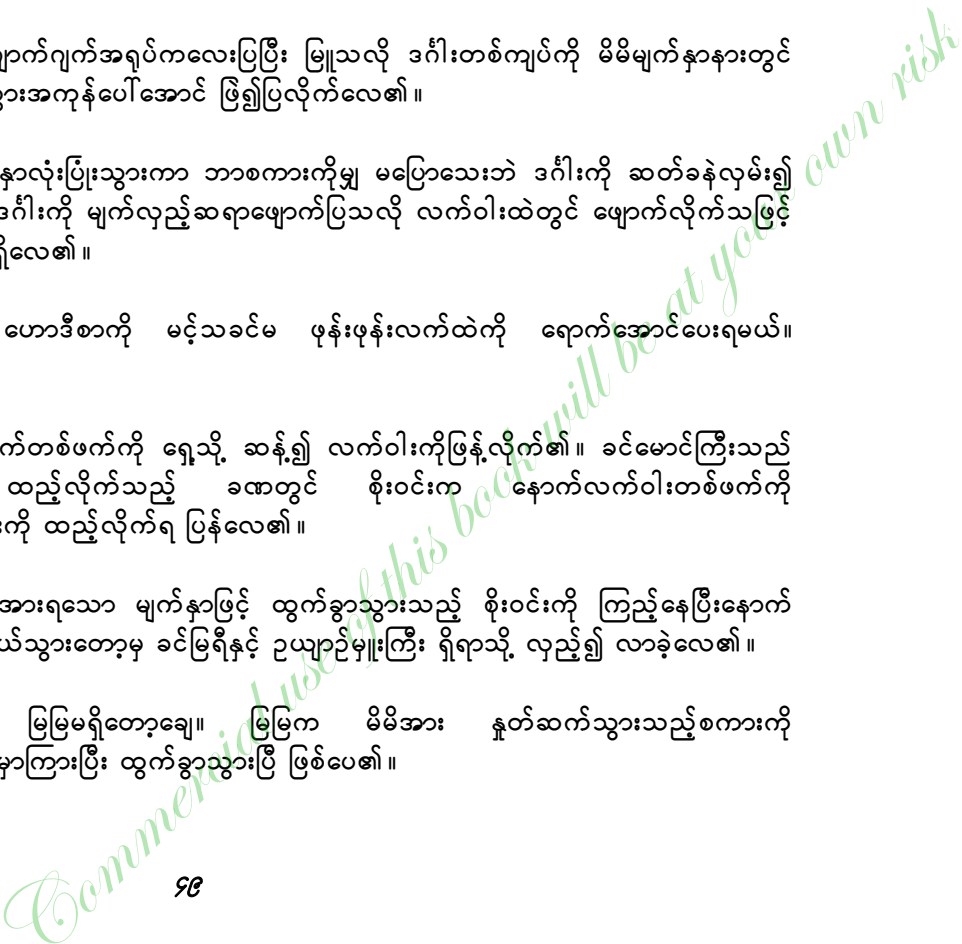 ဂျက်အရုပ်ကလေးပြပြီး မြူသလို ဒင်္ဂါးတစ်ကျပ်ကို မိမိမျက်နှာနားတွင်
အကုန်ပေါ်အောင် ဖြဲ၍ပြလိုက်လေ၏။
နှာလုံးပြုံးသွားကာ ဘာစကားကိုမျှ မပြောသေးဘဲ ဒင်္ဂါးကို ဆတ်ခနဲလှမ်း၍
ဒင်္ဂါးကို မျက်လှည့်ဆရာဖျောက်ပြသလို လက်ဝါးထဲတွင် ဖျောက်လိုက်သဖြင့်
ရှိလေ၏။
ဟောဒီစာကို မင့်သခင်မ ဖုန်းဖုန်းလက်ထဲကို ရောက်အောင်ပေးရမယ်။
က်တစ်ဖက်ကို ရှေ့သို့ ဆန့်၍ လက်ဝါးကိုဖြန့်လိုက်၏။ ခင်မောင်ကြီးသည်
ထည့်လိုက်သည့် ခဏတွင် စိုးဝင်းက နောက်လက်ဝါးတစ်ဖက်ကို
းကို ထည့်လိုက်ရ ပြန်လေ၏။
အားရသော မျက်နှာဖြင့် ထွက်ခွာသွားသည့် စိုးဝင်းကို ကြည့်နေပြီးနောက်
ယ်သွားတော့မှ ခင်မြရီနှင့် ဥယျာဉ်မှူးကြီး ရှိရာသို့ လှည့်၍ လာခဲ့လေ၏။
မြမြမရှိတော့ချေ။ မြမြက မိမိအား နှုတ်ဆက်သွားသည့်စကားကို
မှာကြားပြီး ထွက်ခွာသွားပြီ ဖြစ်ပေ၏။
၄၉
Commercial use of this book will be at your own risk